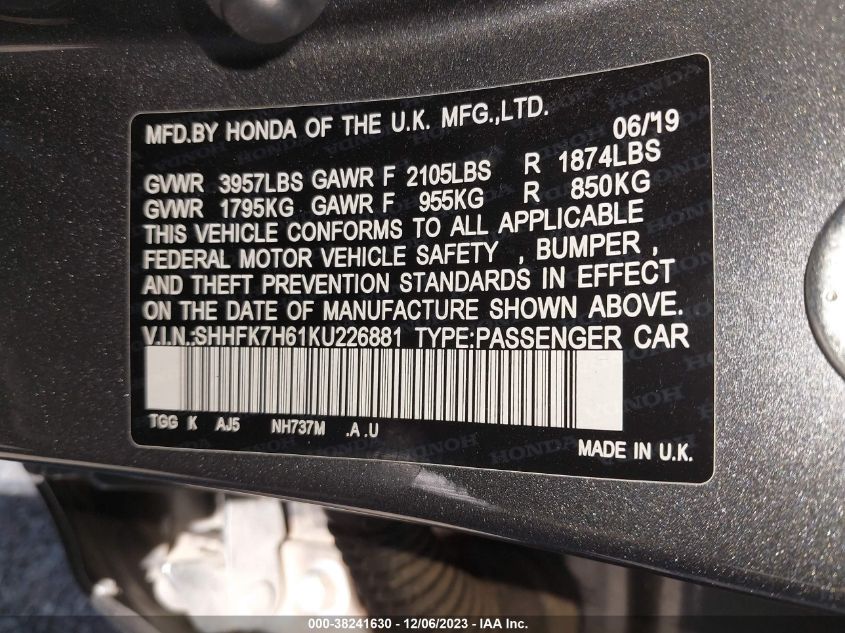 MFD.BY HONDA OF THE U.K. MFG.,LTD. 06/'19
GVWR 3957LBS GAWR F 2105LBS R 1874LBS
GVWR 1795KG GAWR F 955KG R 850KG
THIS VEHICLE CONFORMS TO ALL APPLICABLE
FEDERAL MOTOR VEHICLE SAFETY , BUMPER ,
AND THEFT PREVENTION STANDARDS IN EFFECT
ON THE DATE OF MANUFACTURE SHOWN ABOVE.
V.I.N.:SHHFK7H61KU226881 TYPE:PASSENGER CAR
TGG K AJ5 NH737M .A .U
MADE IN U.K.
000-38241630 - 12/06/2023 - IAA Inc.